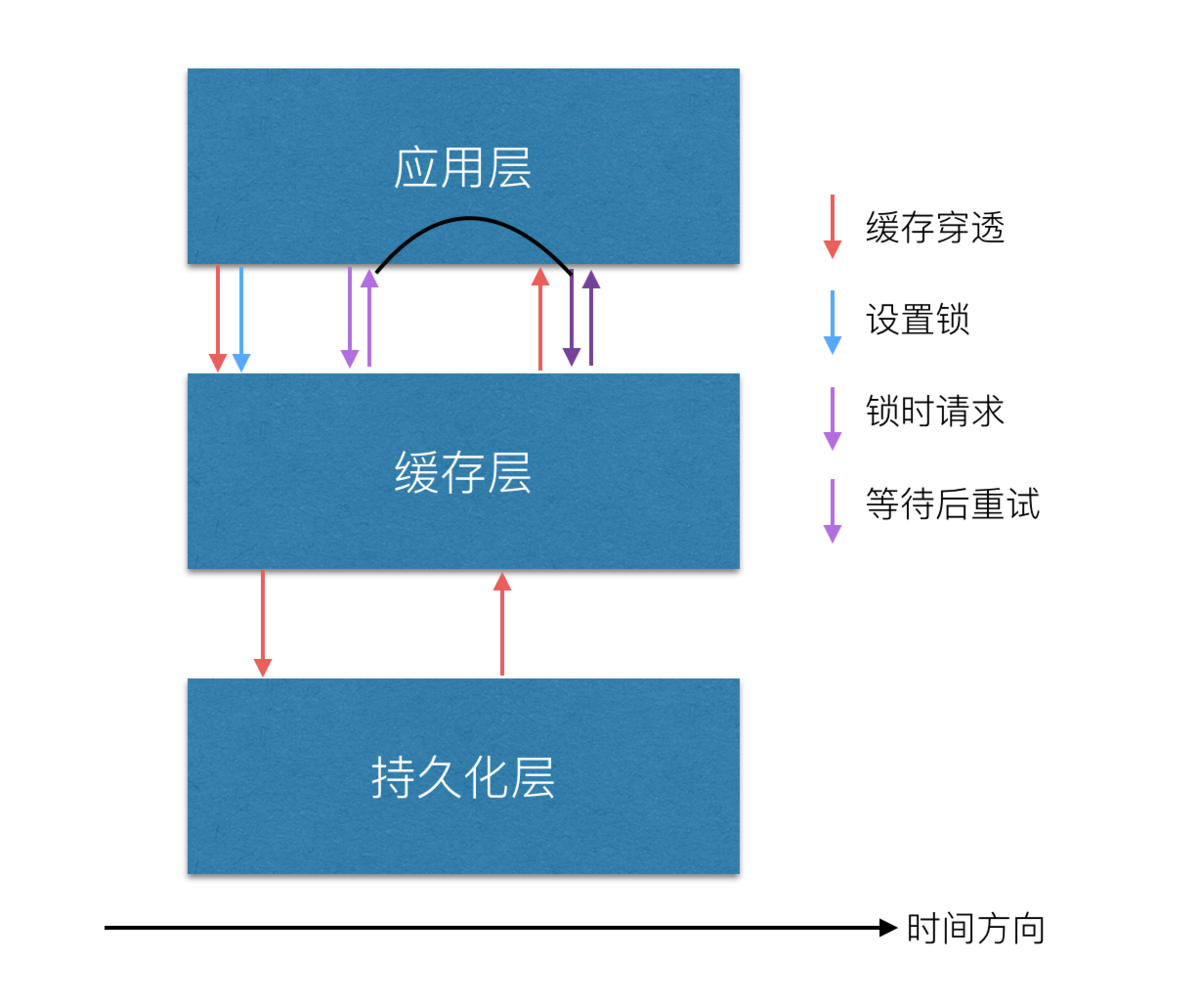 应用层
缓存穿透
设置锁
锁时请求
缓存层
等待后重试
持久化层
时间方向